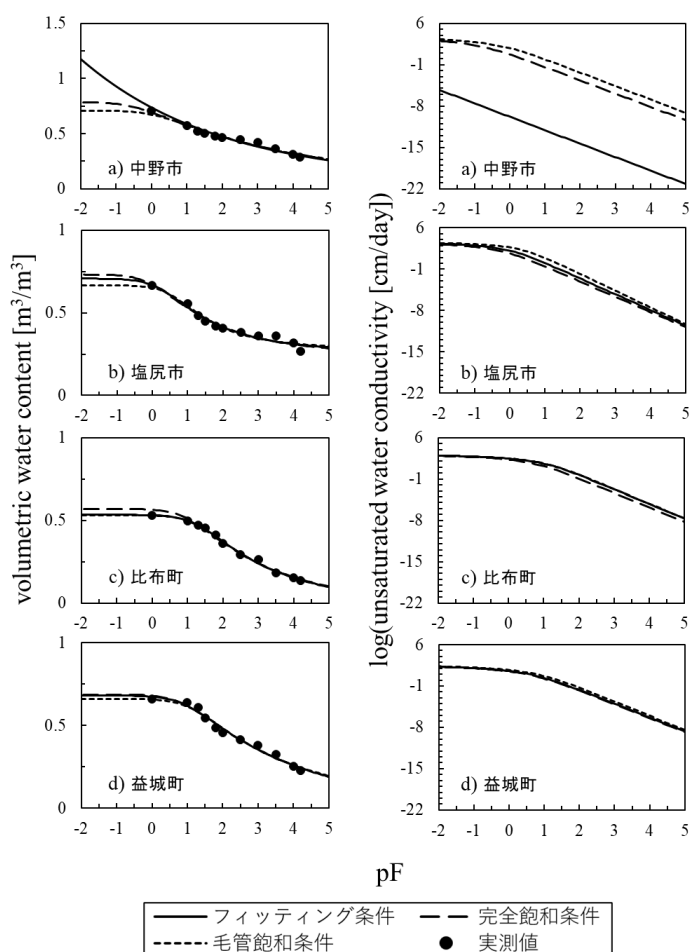 volumetric water content [m³/m³]
1.5
1
0.5
0
-2 -1 0 1 2 3 4 5
a) 中野市
1
0.5
0
-2 -1 0 1 2 3 4 5
b) 塩尻市
1
0.5
0
-2 -1 0 1 2 3 4 5
c) 比布町
1
0.5
0
-2 -1 0 1 2 3 4 5
d) 益城町
log(unsaturated water conductivity [cm/day])
6
-1
-8
-15
-22
-2 -1 0 1 2 3 4 5
a) 中野市
6
-1
-8
-15
-22
-2 -1 0 1 2 3 4 5
b) 塩尻市
6
-1
-8
-15
-22
-2 -1 0 1 2 3 4 5
c) 比布町
6
-1
-8
-15
-22
-2 -1 0 1 2 3 4 5
d) 益城町
pF
フィッティング条件 完全飽和条件
毛管飽和条件 実測値